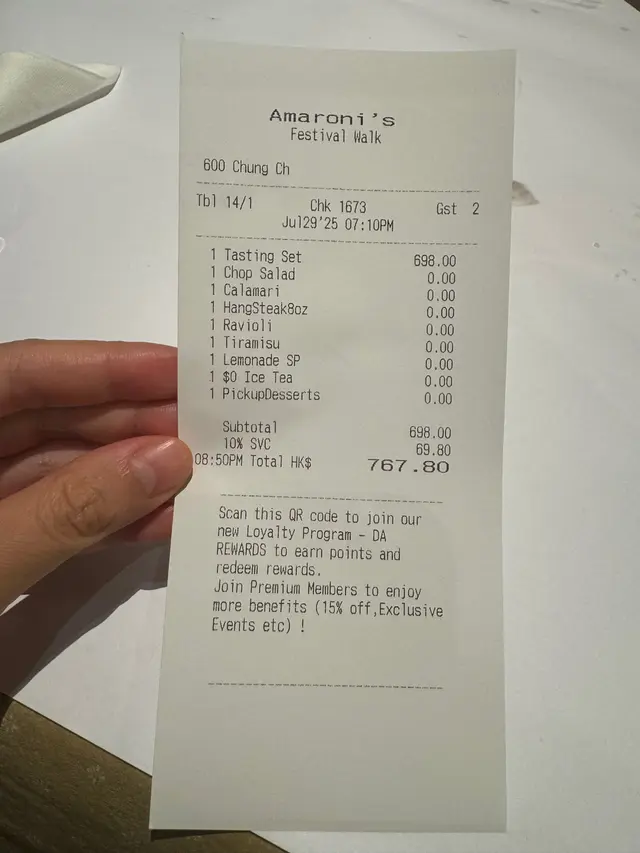 Amaroni's
Festival Walk
600 Chung Ch
Tbl 14/1 Chk 1673 Gst 2
Jul29'25 07:10PM
1 Tasting Set 698.00
1 Chop Salad 0.00
1 Calamari 0.00
1 HangSteak8oz 0.00
1 Ravioli 0.00
1 Tiramisu 0.00
1 Lemonade SP 0.00
1 $0 Ice Tea 0.00
1 PickupDesserts 0.00
Subtotal 698.00
10% SVC 69.80
08:50PM Total HK$ 767.80
Scan this QR code to join our
new Loyalty Program - DA
REWARDS to earn points and
redeem rewards.
Join Premium Members to enjoy
more benefits (15% off,Exclusive
Events etc) !